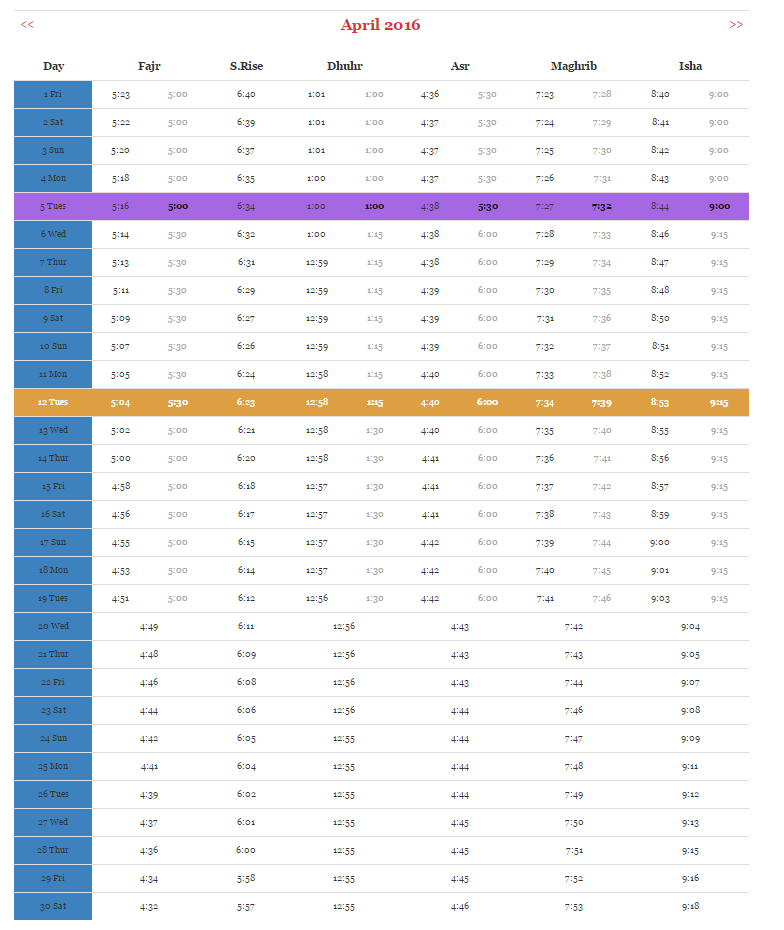 << April 2016 >>
Day Fajr S.Rise Dhuhr Asr Maghrib Isha
1 Fri 5:23 5:00 6:40 1:01 1:00 4:36 5:30 7:23 7:28 8:40 9:00
2 Sat 5:22 5:00 6:39 1:01 1:00 4:37 5:30 7:24 7:29 8:41 9:00
3 Sun 5:20 5:00 6:37 1:01 1:00 4:37 5:30 7:25 7:30 8:42 9:00
4 Mon 5:18 5:00 6:35 1:00 1:00 4:37 5:30 7:26 7:31 8:43 9:00
5 Tues 5:16 5:00 6:34 1:00 1:00 4:38 5:30 7:27 7:32 8:44 9:00
6 Wed 5:14 5:30 6:32 1:00 1:15 4:38 6:00 7:28 7:33 8:46 9:15
7 Thur 5:13 5:30 6:31 12:59 1:15 4:38 6:00 7:29 7:34 8:47 9:15
8 Fri 5:11 5:30 6:29 12:59 1:15 4:39 6:00 7:30 7:35 8:48 9:15
9 Sat 5:09 5:30 6:27 12:59 1:15 4:39 6:00 7:31 7:36 8:50 9:15
10 Sun 5:07 5:30 6:26 12:59 1:15 4:39 6:00 7:32 7:37 8:51 9:15
11 Mon 5:05 5:30 6:24 12:58 1:15 4:40 6:00 7:33 7:38 8:52 9:15
12 Tues 5:04 5:30 6:23 12:58 1:15 4:40 6:00 7:34 7:39 8:53 9:15
13 Wed 5:02 5:00 6:21 12:58 1:30 4:40 6:00 7:35 7:40 8:55 9:15
14 Thur 5:00 5:00 6:20 12:58 1:30 4:41 6:00 7:36 7:41 8:56 9:15
15 Fri 4:58 5:00 6:18 12:57 1:30 4:41 6:00 7:37 7:42 8:57 9:15
16 Sat 4:56 5:00 6:17 12:57 1:30 4:41 6:00 7:38 7:43 8:59 9:15
17 Sun 4:55 5:00 6:15 12:57 1:30 4:42 6:00 7:39 7:44 9:00 9:15
18 Mon 4:53 5:00 6:14 12:57 1:30 4:42 6:00 7:40 7:45 9:01 9:15
19 Tues 4:51 5:00 6:12 12:56 1:30 4:42 6:00 7:41 7:46 9:03 9:15
20 Wed 4:49 6:11 12:56 4:43 7:42 9:04
21 Thur 4:48 6:09 12:56 4:43 7:43 9:05
22 Fri 4:46 6:08 12:56 4:43 7:44 9:07
23 Sat 4:44 6:06 12:56 4:44 7:46 9:08
24 Sun 4:42 6:05 12:55 4:44 7:47 9:09
25 Mon 4:41 6:04 12:55 4:44 7:48 9:11
26 Tues 4:39 6:02 12:55 4:44 7:49 9:12
27 Wed 4:37 6:01 12:55 4:45 7:50 9:13
28 Thur 4:36 6:00 12:55 4:45 7:51 9:15
29 Fri 4:34 5:58 12:55 4:45 7:52 9:16
30 Sat 4:32 5:57 12:55 4:46 7:53 9:18